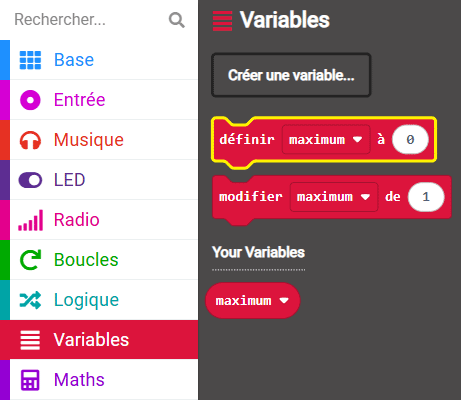 Rechercher...
Base
Entrée
Musique
LED
Radio
Boucles
Logique
Variables
Maths
Variables
Créer une variable...
définir maximum à 0
modifier maximum de 1
Your Variables
maximum